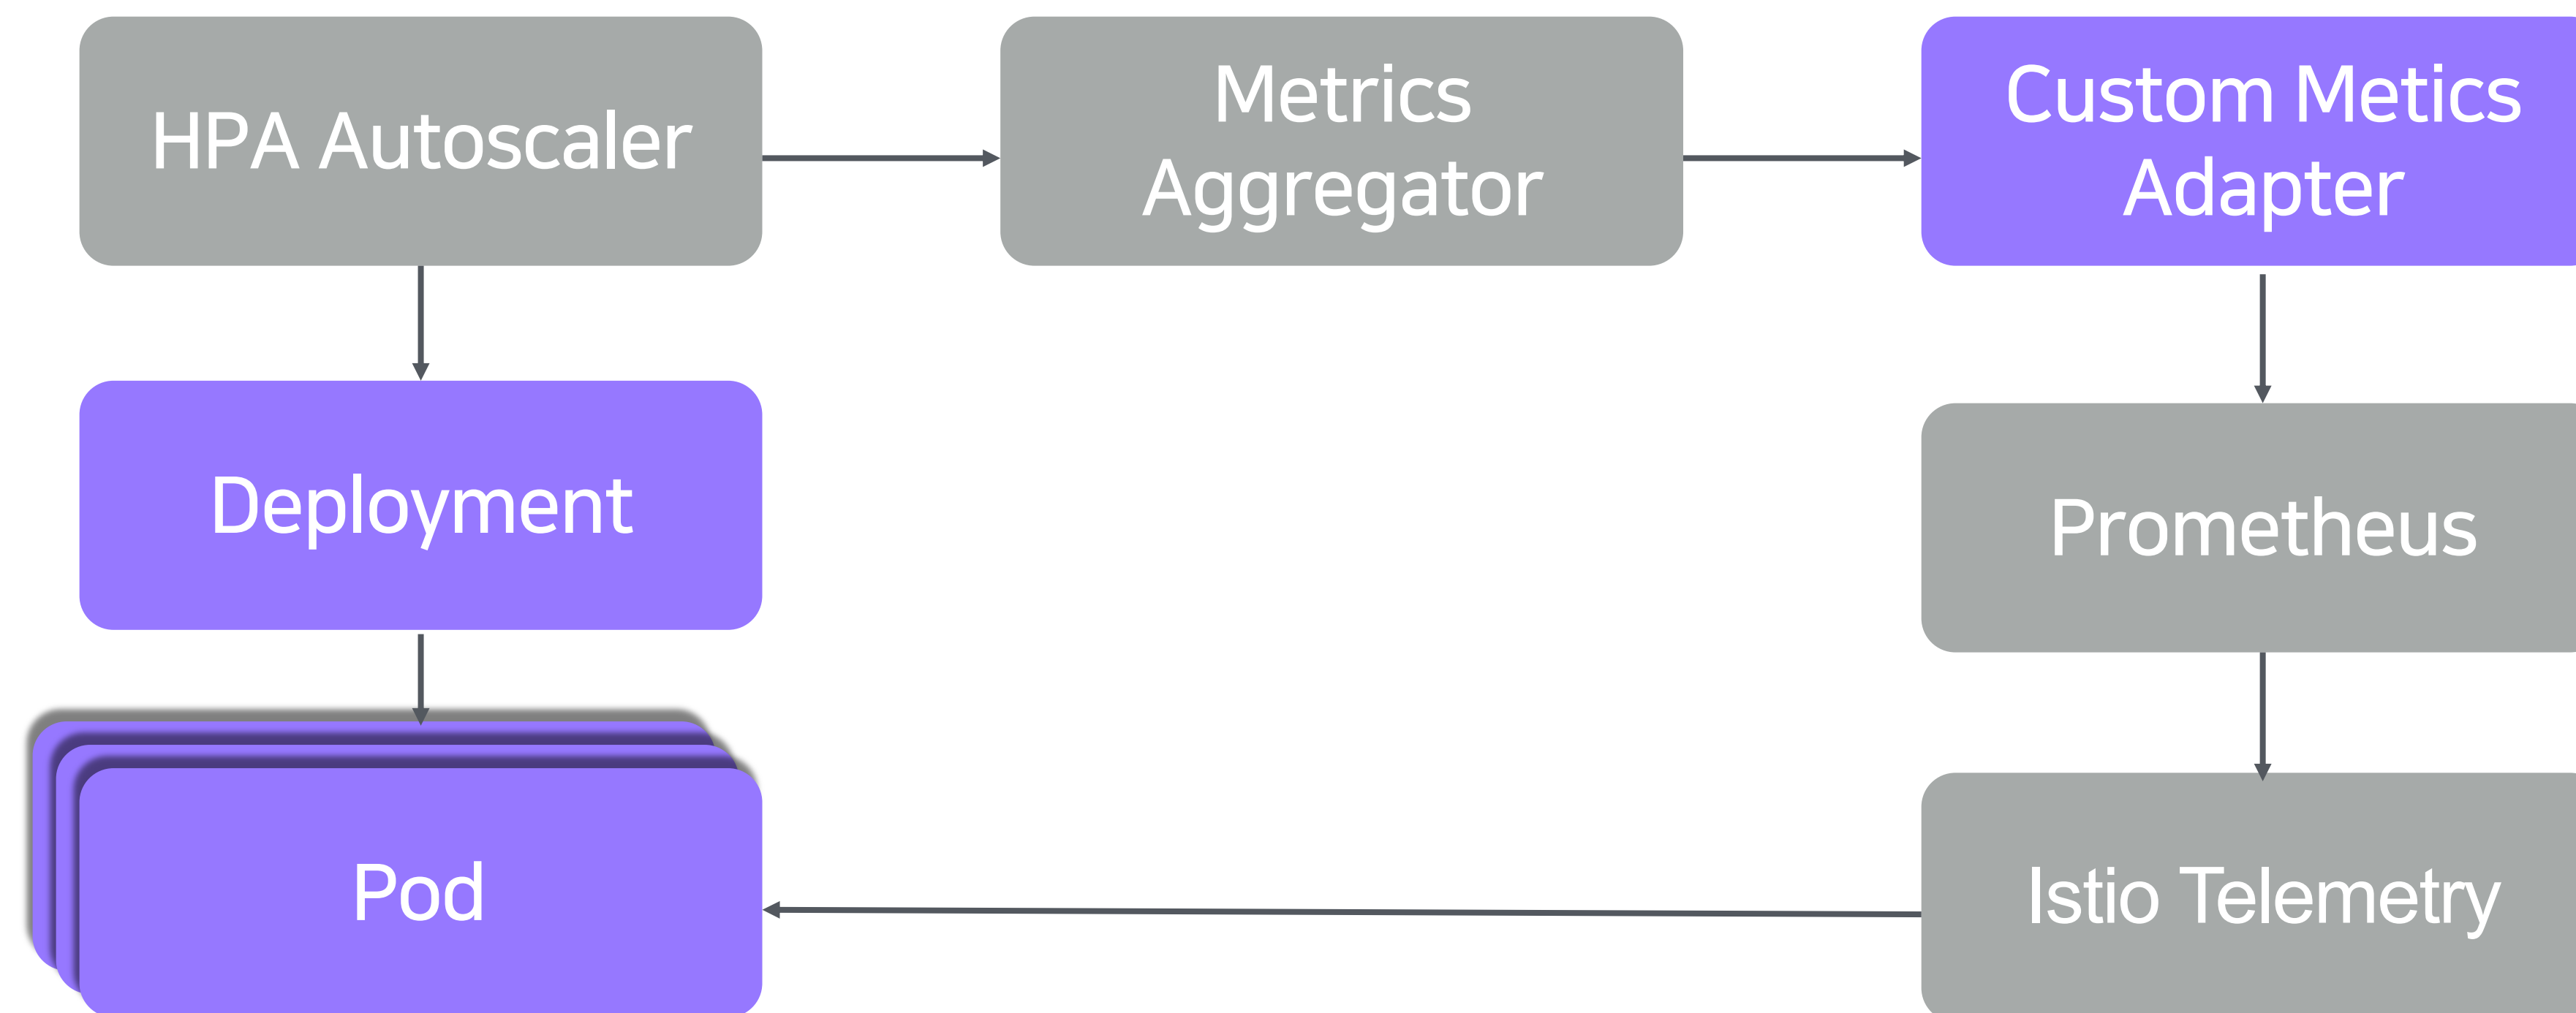 HPA Autoscaler
Metrics
Aggregator
Custom Metics
Adapter
Deployment
Prometheus
Pod
Istio Telemetry